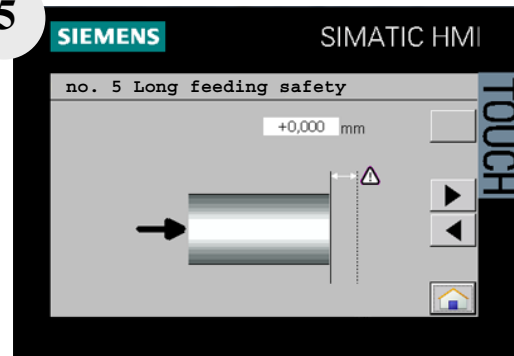 5
SIEMENS
SIMATIC HMI
no. 5 Long feeding safety
+0,000 mm
TOUCH